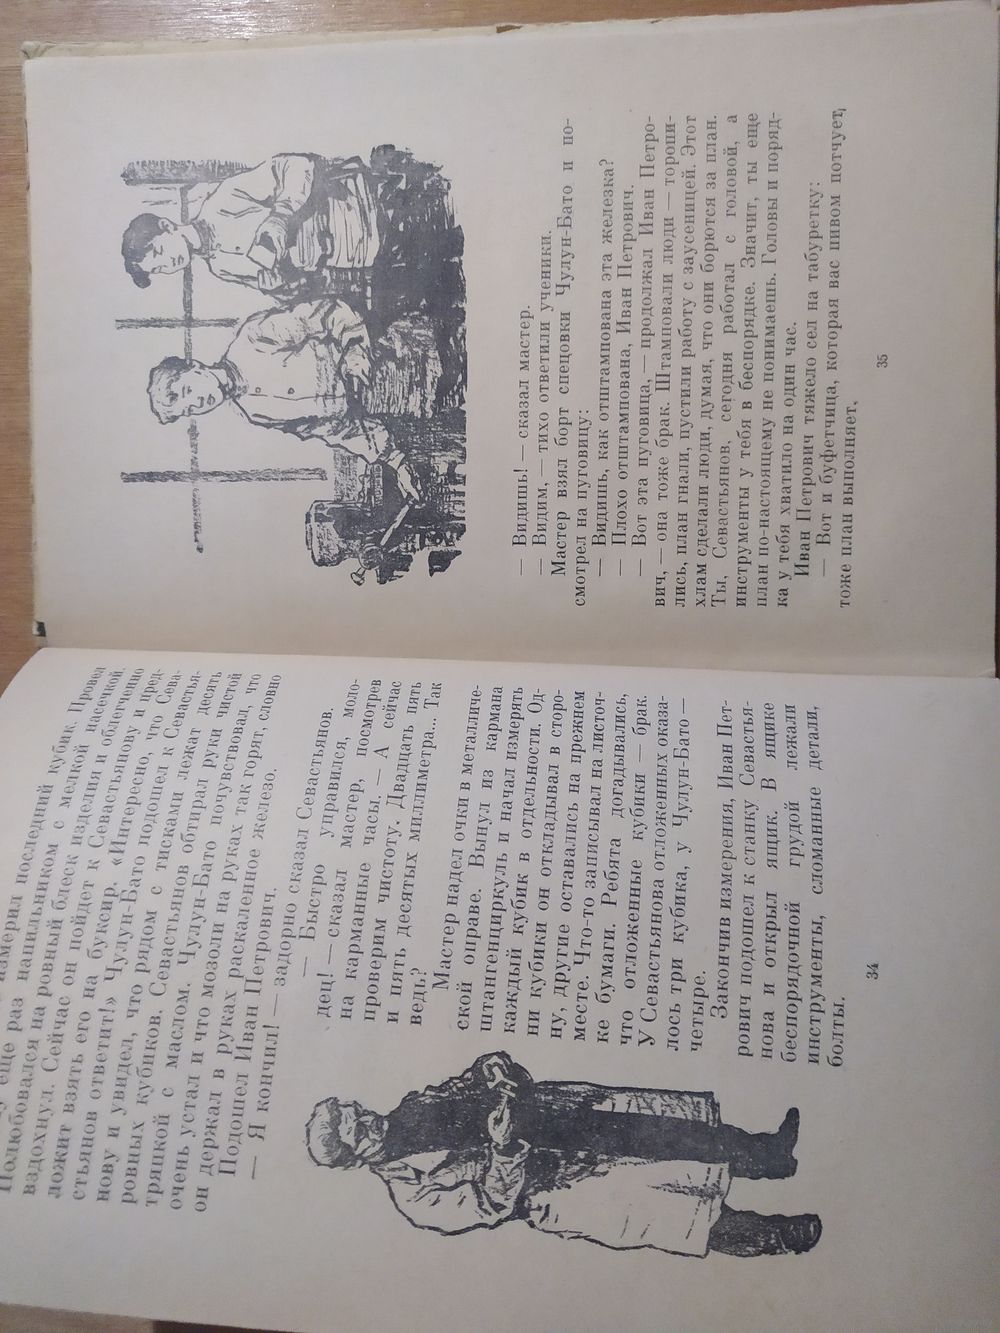 еще раз измерил последний кубик. Провел
напильником с мелкой насечкой.
Полюбовался на ровный блеск изделия и облегченно
вздохнул. Сейчас он пойдет к Севастьянову и пред-
ложит взять его на буксир. «Интересно, что Сева-
стьянов ответит!» Чулун-Бато подошел к Севастья-
нову и увидел, что рядом с тисками лежат десять
ровных кубиков. Севастьянов обтирал руки чистой
тряпкой с маслом. Чулун-Бато почувствовал, что
очень устал и что мозоли на руках так горят, словно
он держал в руках раскаленное железо.
Подошел Иван Петрович.
— Я кончил! — задорно сказал Севастьянов.
— Быстро управился, моло-
дец! — сказал мастер, посмотрев
на карманные часы. — А сейчас
проверим чистоту. Двадцать пять
и пять десятых миллиметра... Так
ведь?
Мастер надел очки в металличе-
ской оправе. Вынул из кармана
штангенциркуль и начал измерять
каждый кубик в отдельности. Од-
ни кубики он откладывал в сторо-
ну, другие оставались на прежнем
месте. Что-то записывал на листоч-
ке бумаги. Ребята догадывались,
что отложенные кубики — брак.
У Севастьянова отложенных оказа-
лось три кубика, у Чулун-Бато —
четыре.
Закончив измерения, Иван Пет-
рович подошел к станку Севастья-
нова и открыл ящик. В ящике
беспорядочной грудой лежали
инструменты, сломанные детали,
болты.
34
— Видишь! — сказал мастер.
— Видим, — тихо ответили ученики.
Мастер взял борт спецовки Чулун-Бато и по-
смотрел на пуговицу:
— Видишь, как отштампована эта железка?
— Плохо отштампована, Иван Петрович.
— Вот эта пуговица, — продолжал Иван Петро-
вич, — она тоже брак. Штамповали люди — торопи-
лись, план гнали, пустили работу с заусеницей. Этот
хлам сделали люди, думая, что они борются за план.
Ты, Севастьянов, сегодня работал с головой, а
инструменты у тебя в беспорядке. Значит, ты еще
план по-настоящему не понимаешь. Головы и поряд-
ка у тебя хватило на один час.
Иван Петрович тяжело сел на табуретку:
— Вот и буфетчица, которая вас пивом потчует,
тоже план выполняет,
35